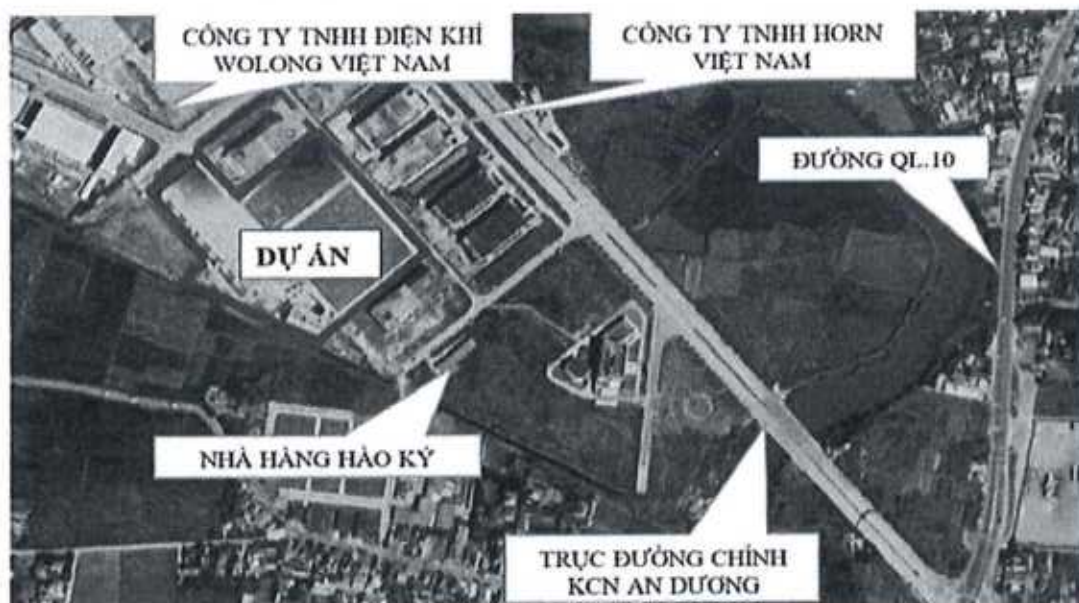 CÔNG TY TNHH ĐIỆN KHÍ
WOLONG VIỆT NAM
CÔNG TY TNHH HORN
VIỆT NAM
ĐƯỜNG QL.10
DỰ ÁN
NHÀ HÀNG HÀO KÝ
TRỤC ĐƯỜNG CHÍNH
KCN AN DƯƠNG